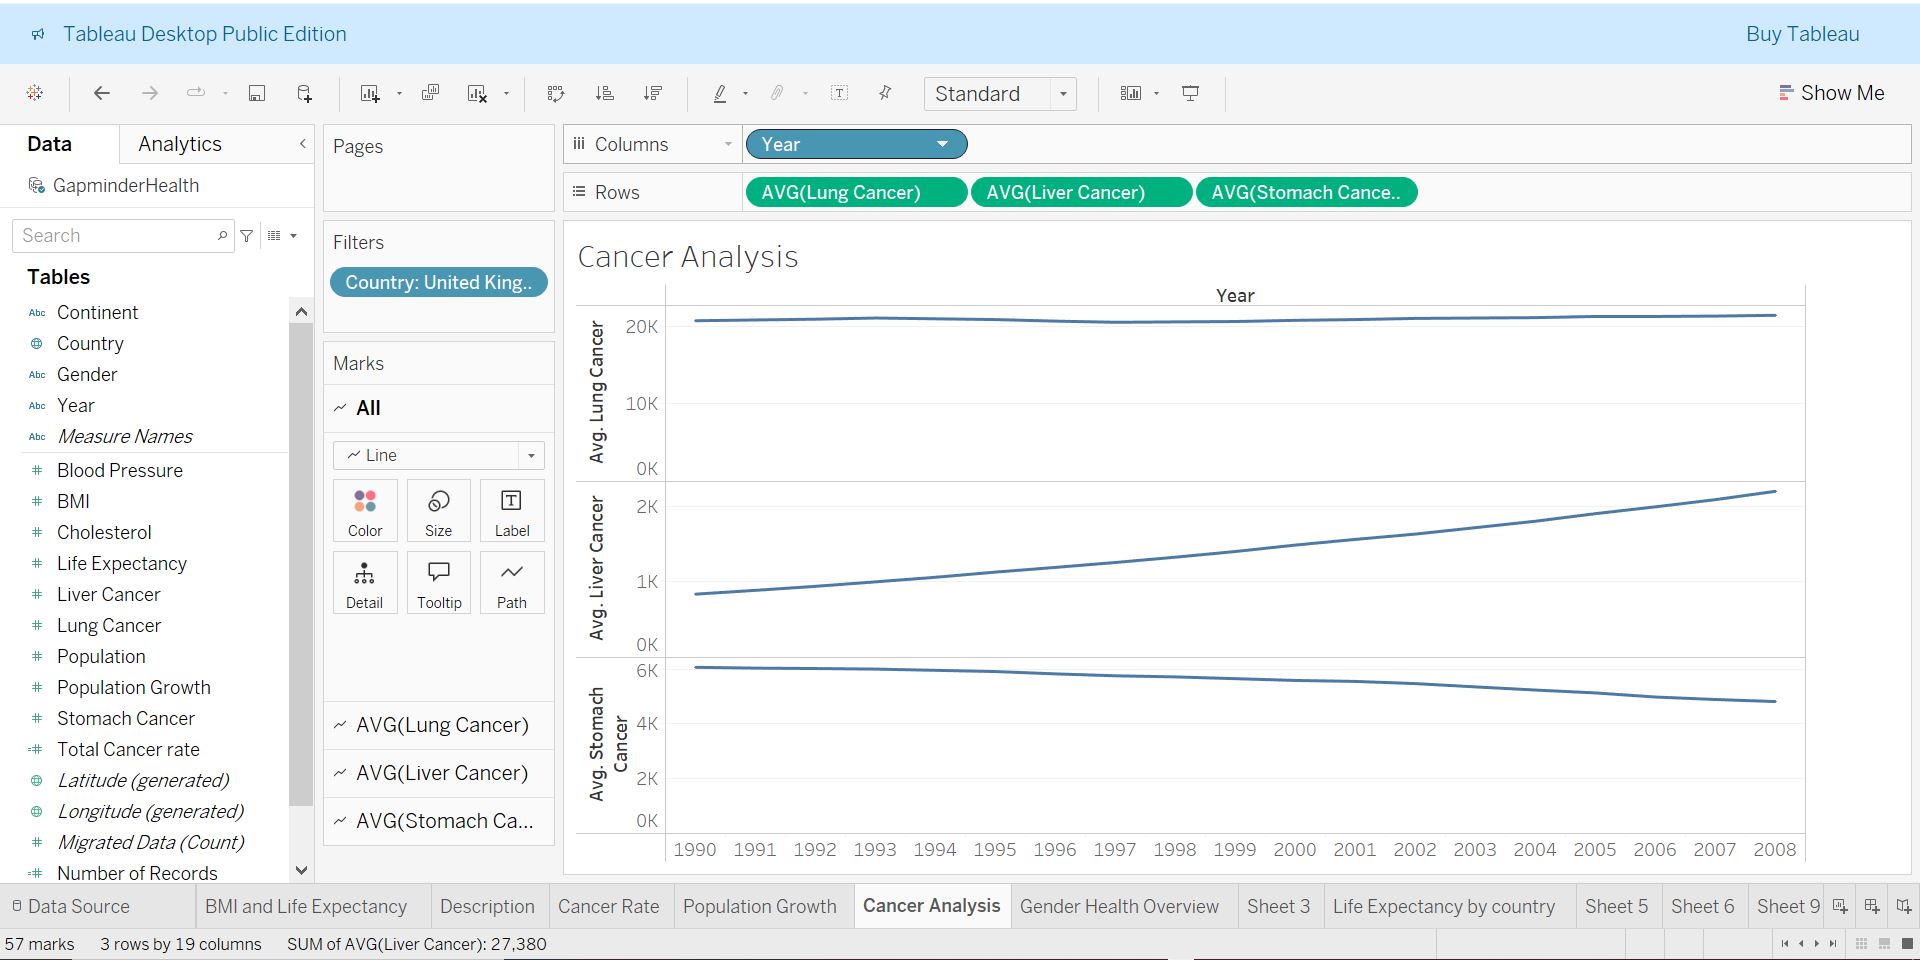 Tableau Desktop Public Edition
Buy Tableau
Standard
Show Me
Data
Analytics
GapminderHealth
Search
Tables
Abc Continent
Country
Abc Gender
Abc Year
Abc Measure Names
# Blood Pressure
# BMI
# Cholesterol
# Life Expectancy
# Liver Cancer
# Lung Cancer
# Population
# Population Growth
# Stomach Cancer
=# Total Cancer rate
Latitude (generated)
Longitude (generated)
# Migrated Data (Count)
=# Number of Records
Pages
Filters
Country: United King..
Marks
All
Line
Color
Size
Label
Detail
Tooltip
Path
AVG(Lung Cancer)
AVG(Liver Cancer)
AVG(Stomach Ca...
Columns
Year
Rows
AVG(Lung Cancer)
AVG(Liver Cancer)
AVG(Stomach Cance..
Cancer Analysis
Year
Avg. Lung Cancer
20K
10K
0K
Avg. Liver Cancer
2K
1K
0K
Avg. Stomach
Cancer
6K
4K
2K
0K
1990 1991 1992 1993 1994 1995 1996 1997 1998 1999 2000 2001 2002 2003 2004 2005 2006 2007 2008
Data Source
BMI and Life Expectancy
Description
Cancer Rate
Population Growth
Cancer Analysis
Gender Health Overview
Sheet 3
Life Expectancy by country
Sheet 5
Sheet 6
Sheet 9
57 marks
3 rows by 19 columns
SUM of AVG(Liver Cancer): 27,380